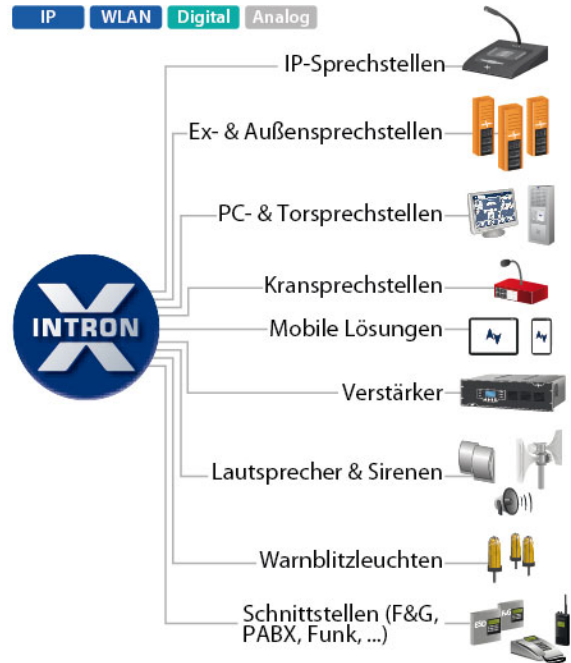 IP WLAN Digital Analog
IP-Sprechstellen
Ex- & Außensprechstellen
PC- & Torsprechstellen
Kransprechstellen
INTRON
X
Mobile Lösungen
Verstärker
Lautsprecher & Sirenen
Warnblitzleuchten
Schnittstellen (F&G,
PABX, Funk, ...)
ESD
F&G